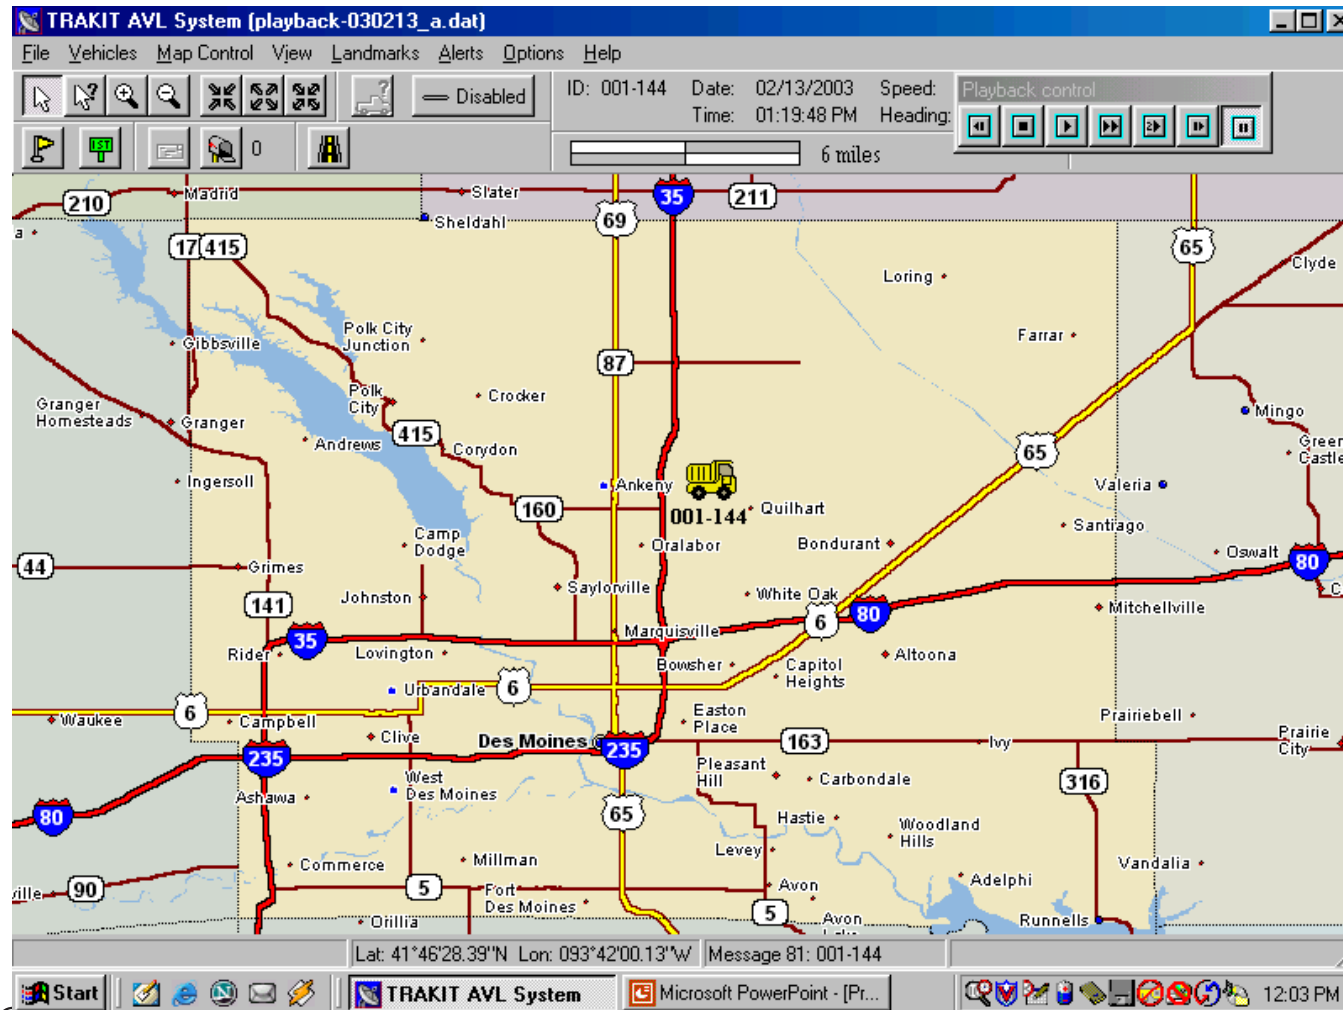 TRAKIT AVL System (playback-030213_a.dat)
File Vehicles Map Control View Landmarks Alerts Options Help
Disabled
ID: 001-144 Date: 02/13/2003 Speed:
Time: 01:19:48 PM Heading:
Playback control
2
1ST
0
6 miles
210
Madrid
Slater
35
211
Sheldahl
69
a
17
415
65
Clyde
Loring
Gibbsville
Polk City
Junction
Farrar
87
Granger
Homesteads
Granger
Polk
City
Crocker
Mingo
Andrews
415
Corydon
65
Green
Castle
Ingersoll
Ankeny
Valeria
160
001-144
Quilhart
Santiago
Camp
Dodge
Oralabor
Bondurant
Oswalt
80
44
Grimes
141
Johnston
Saylorville
White Oak
6
80
Mitchellville
C
35
Marquisville
Rider
Lovington
Bowsher
Capitol
Heights
Altoona
Urbandale
6
6
Waukee
Campbell
Easton
Place
Prairiebell
Clive
Des Moines
235
163
Ivy
Prairie
City
235
West
Des Moines
Pleasant
Hill
Carbondale
316
Ashawa
80
65
Hastie
Woodland
Hills
Levey
Commerce
Millman
Vandalia
ville
90
5
Fort
Des Moines
Avon
Adelphi
Orillia
5
Avon
Lake
Runnells
Lat: 41°46'28.39"N Lon: 093°42'00.13"W Message 81: 001-144
Start TRAKIT AVL System Microsoft PowerPoint - [Pr... 12:03 PM